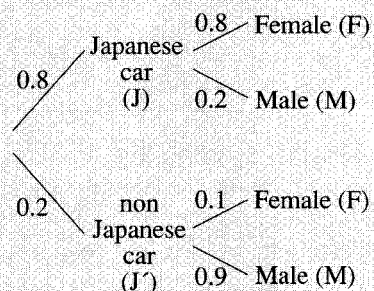 0.8 Female (F)
Japanese
car
(J)
0.8
0.2 Male (M)
0.2
non
Japanese
car
(J´)
0.1 Female (F)
0.9 Male (M)